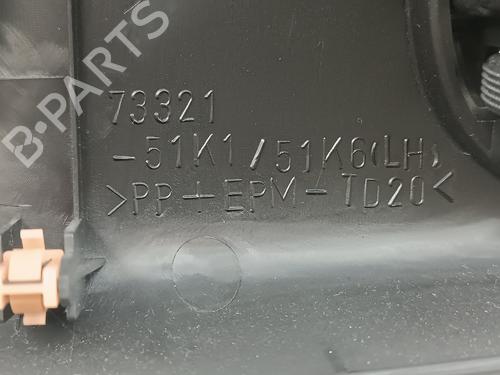 73321
-51K1/51K6(LH)
>PP+EPM-TD20<
B-PARTS